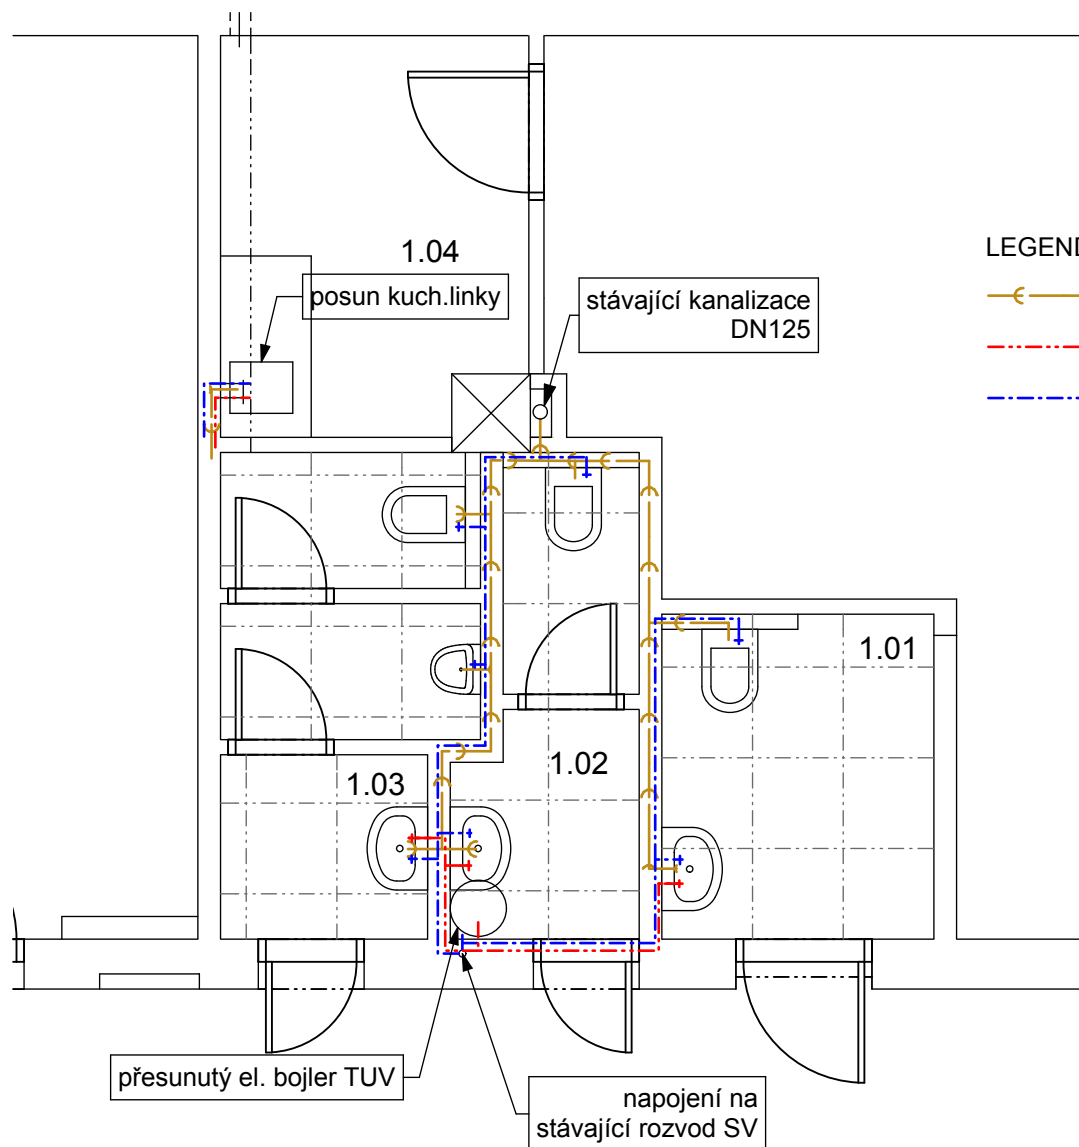 1.04
posun kuch.linky
stávající kanalizace
DN125
LEGEND
1.01
1.02
1.03
přesunutý el. bojler TUV
napojení na
stávající rozvod SV